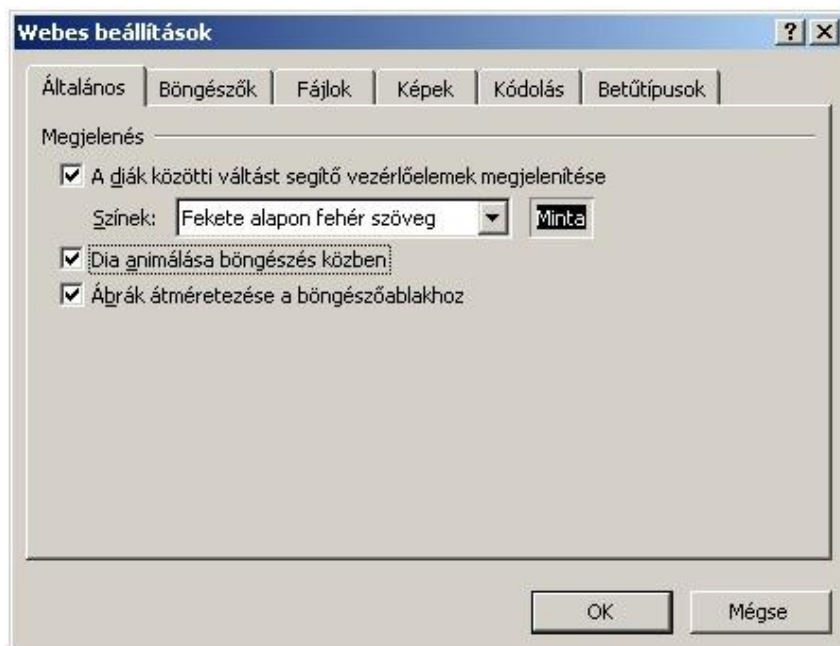 Webes beállítások
Általános Böngészők Fájlok Képek Kódolás Betűtípusok
Megjelenés
A diák közötti váltást segítő vezérlőelemek megjelenítése
Színek: Fekete alapon fehér szöveg Minta
Dia animálása böngészés közben
Ábrák átméretezése a böngészőablakhoz
OK Mégse